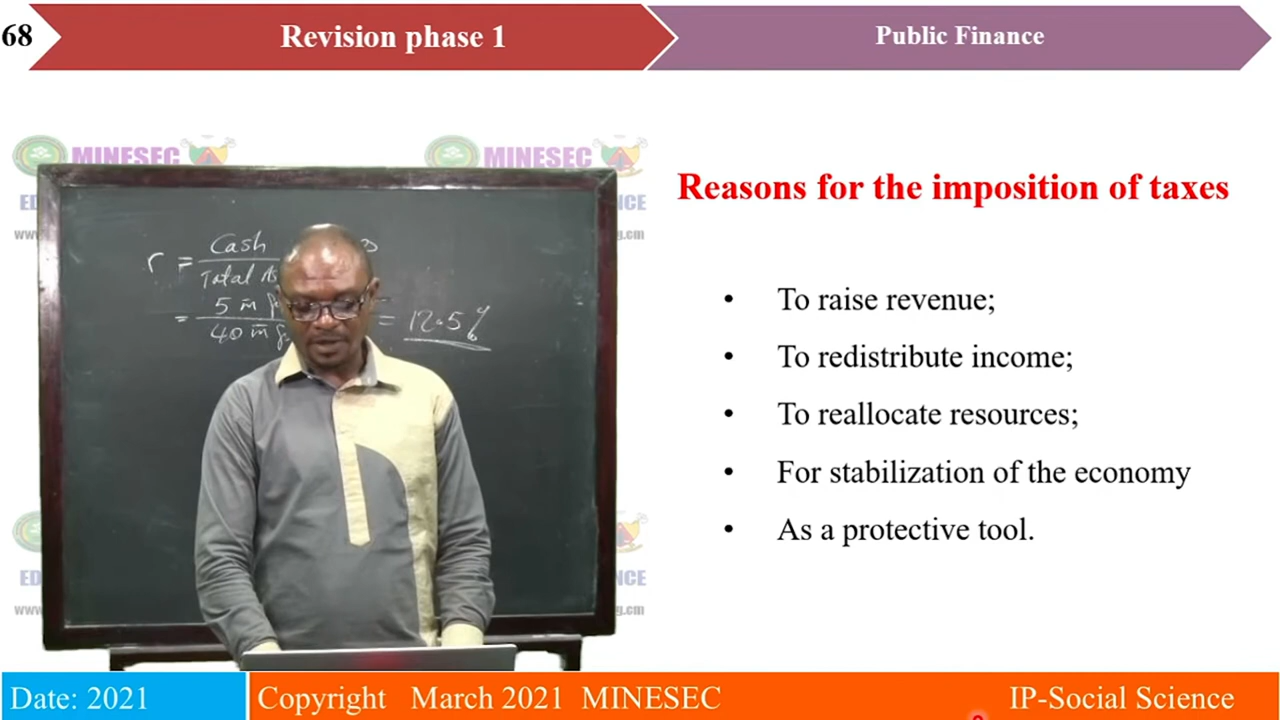 68
Revision phase 1
Public Finance
MINESEC
MINESEC
Reasons for the imposition of taxes
r = Cash
Total
= 5 m
40 m
= 12.5%
• To raise revenue;
• To redistribute income;
• To reallocate resources;
• For stabilization of the economy
• As a protective tool.
Date: 2021
Copyright March 2021 MINESEC
IP-Social Science